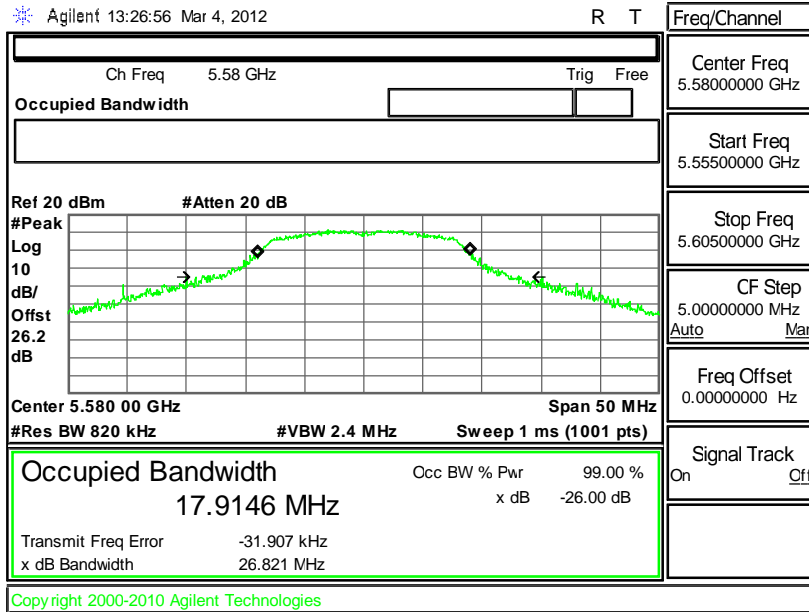 Agilent 13:26:56 Mar 4, 2012 R T
Freq/Channel
Ch Freq 5.58 GHz Trig Free
Occupied Bandwidth
Center Freq
5.58000000 GHz
Start Freq
5.55500000 GHz
Stop Freq
5.60500000 GHz
CF Step
5.00000000 MHz
Auto Man
Freq Offset
0.00000000 Hz
Signal Track
On Off
Ref 20 dBm #Atten 20 dB
#Peak
Log
10
dB/
Offst
26.2
dB
Center 5.580 00 GHz Span 50 MHz
#Res BW 820 kHz #VBW 2.4 MHz Sweep 1 ms (1001 pts)
Occupied Bandwidth
17.9146 MHz
Occ BW % Pwr 99.00 %
x dB -26.00 dB
Transmit Freq Error -31.907 kHz
x dB Bandwidth 26.821 MHz
Copyright 2000-2010 Agilent Technologies